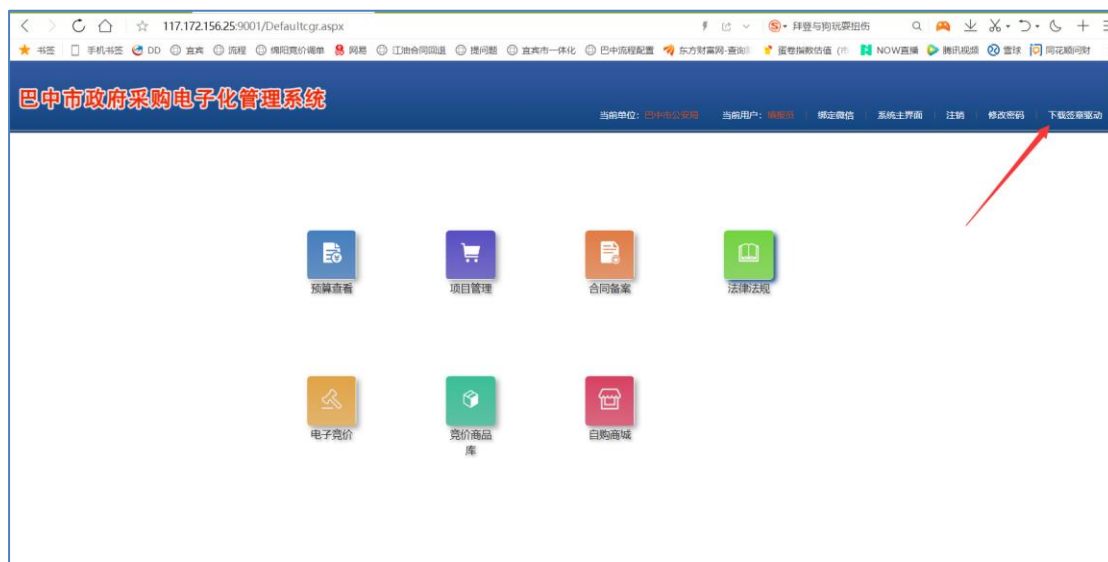 117.172.156.25:9001/Defaultcgr.aspx
拜登与狗玩耍扭伤
书签 手机书签 DD 宜宾 流程 绵阳竞价调单 网易 江油合同回退 提问题 宜宾市一体化 巴中流程配置 东方财富网-查询 蛋卷指数估值 NOW直播 腾讯视频 雪球 同花顺问财
巴中市政府采购电子化管理系统
当前单位：巴中市公安局 当前用户：填报员 绑定微信 系统主界面 注销 修改密码 下载签章驱动
预算查看 项目管理 合同备案 法律法规
电子竞价 竞价商品 自购商城
库